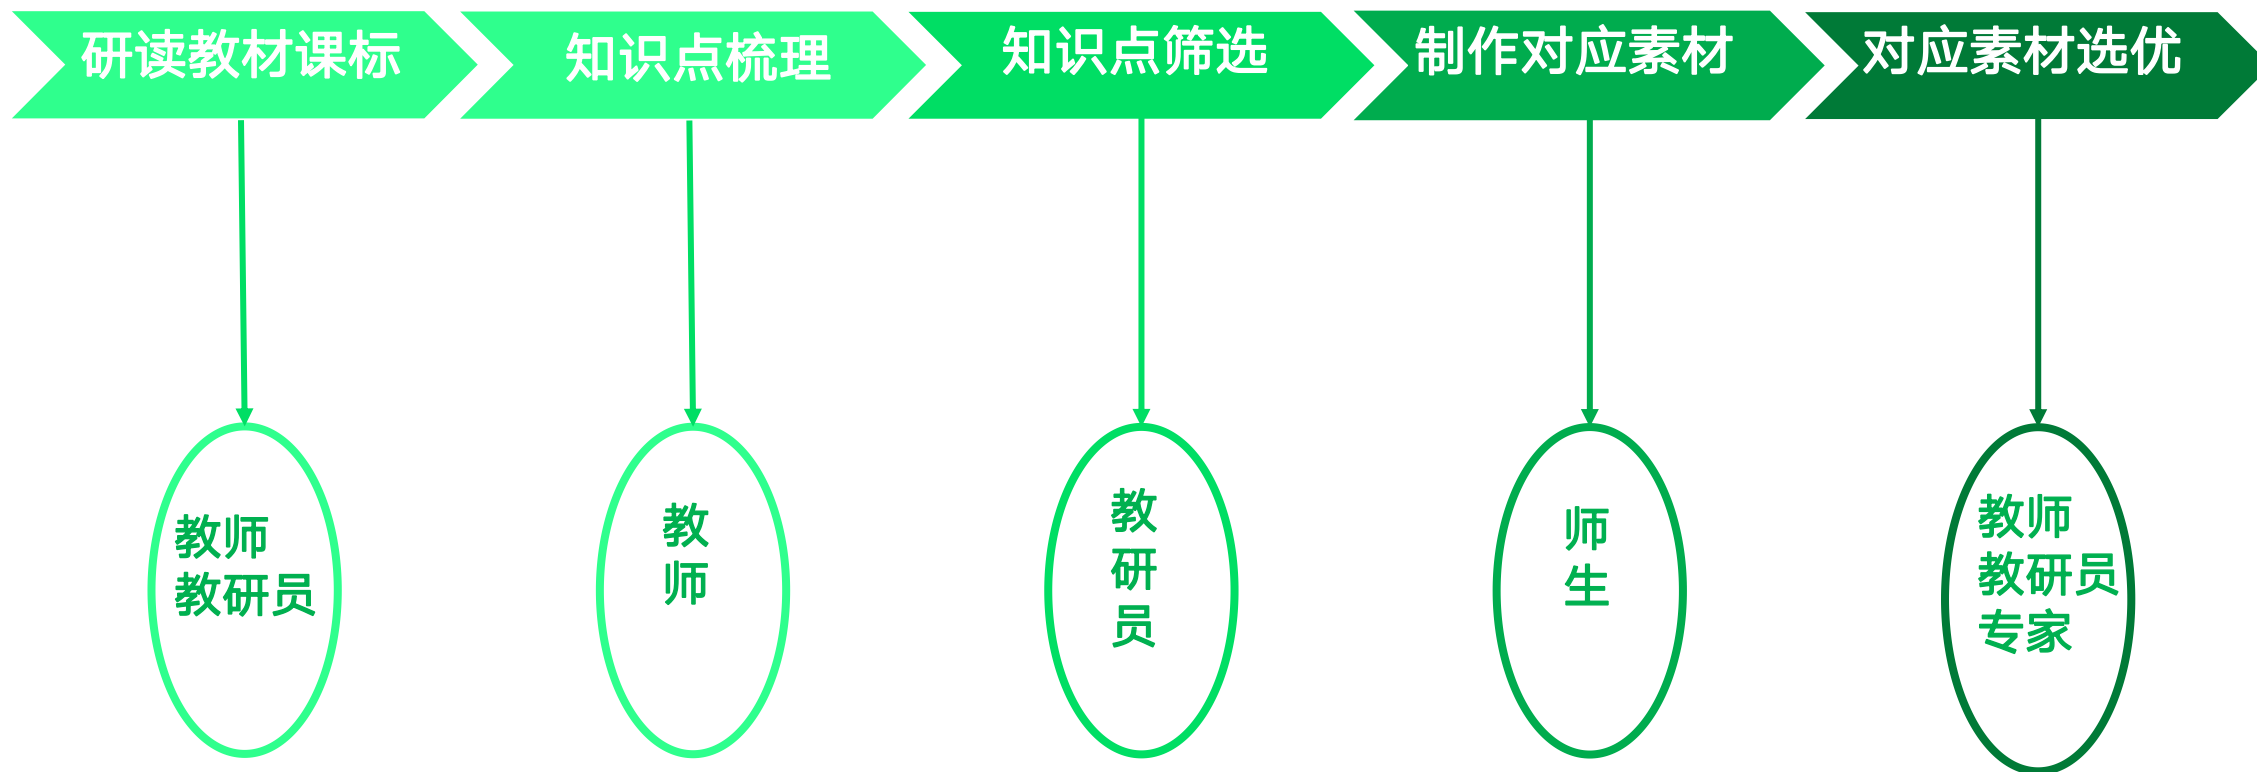 研读教材课标
知识点梳理
知识点筛选
制作对应素材
对应素材选优
教师
教研员
教
师
教
研
员
师
生
教师
教研员
专家